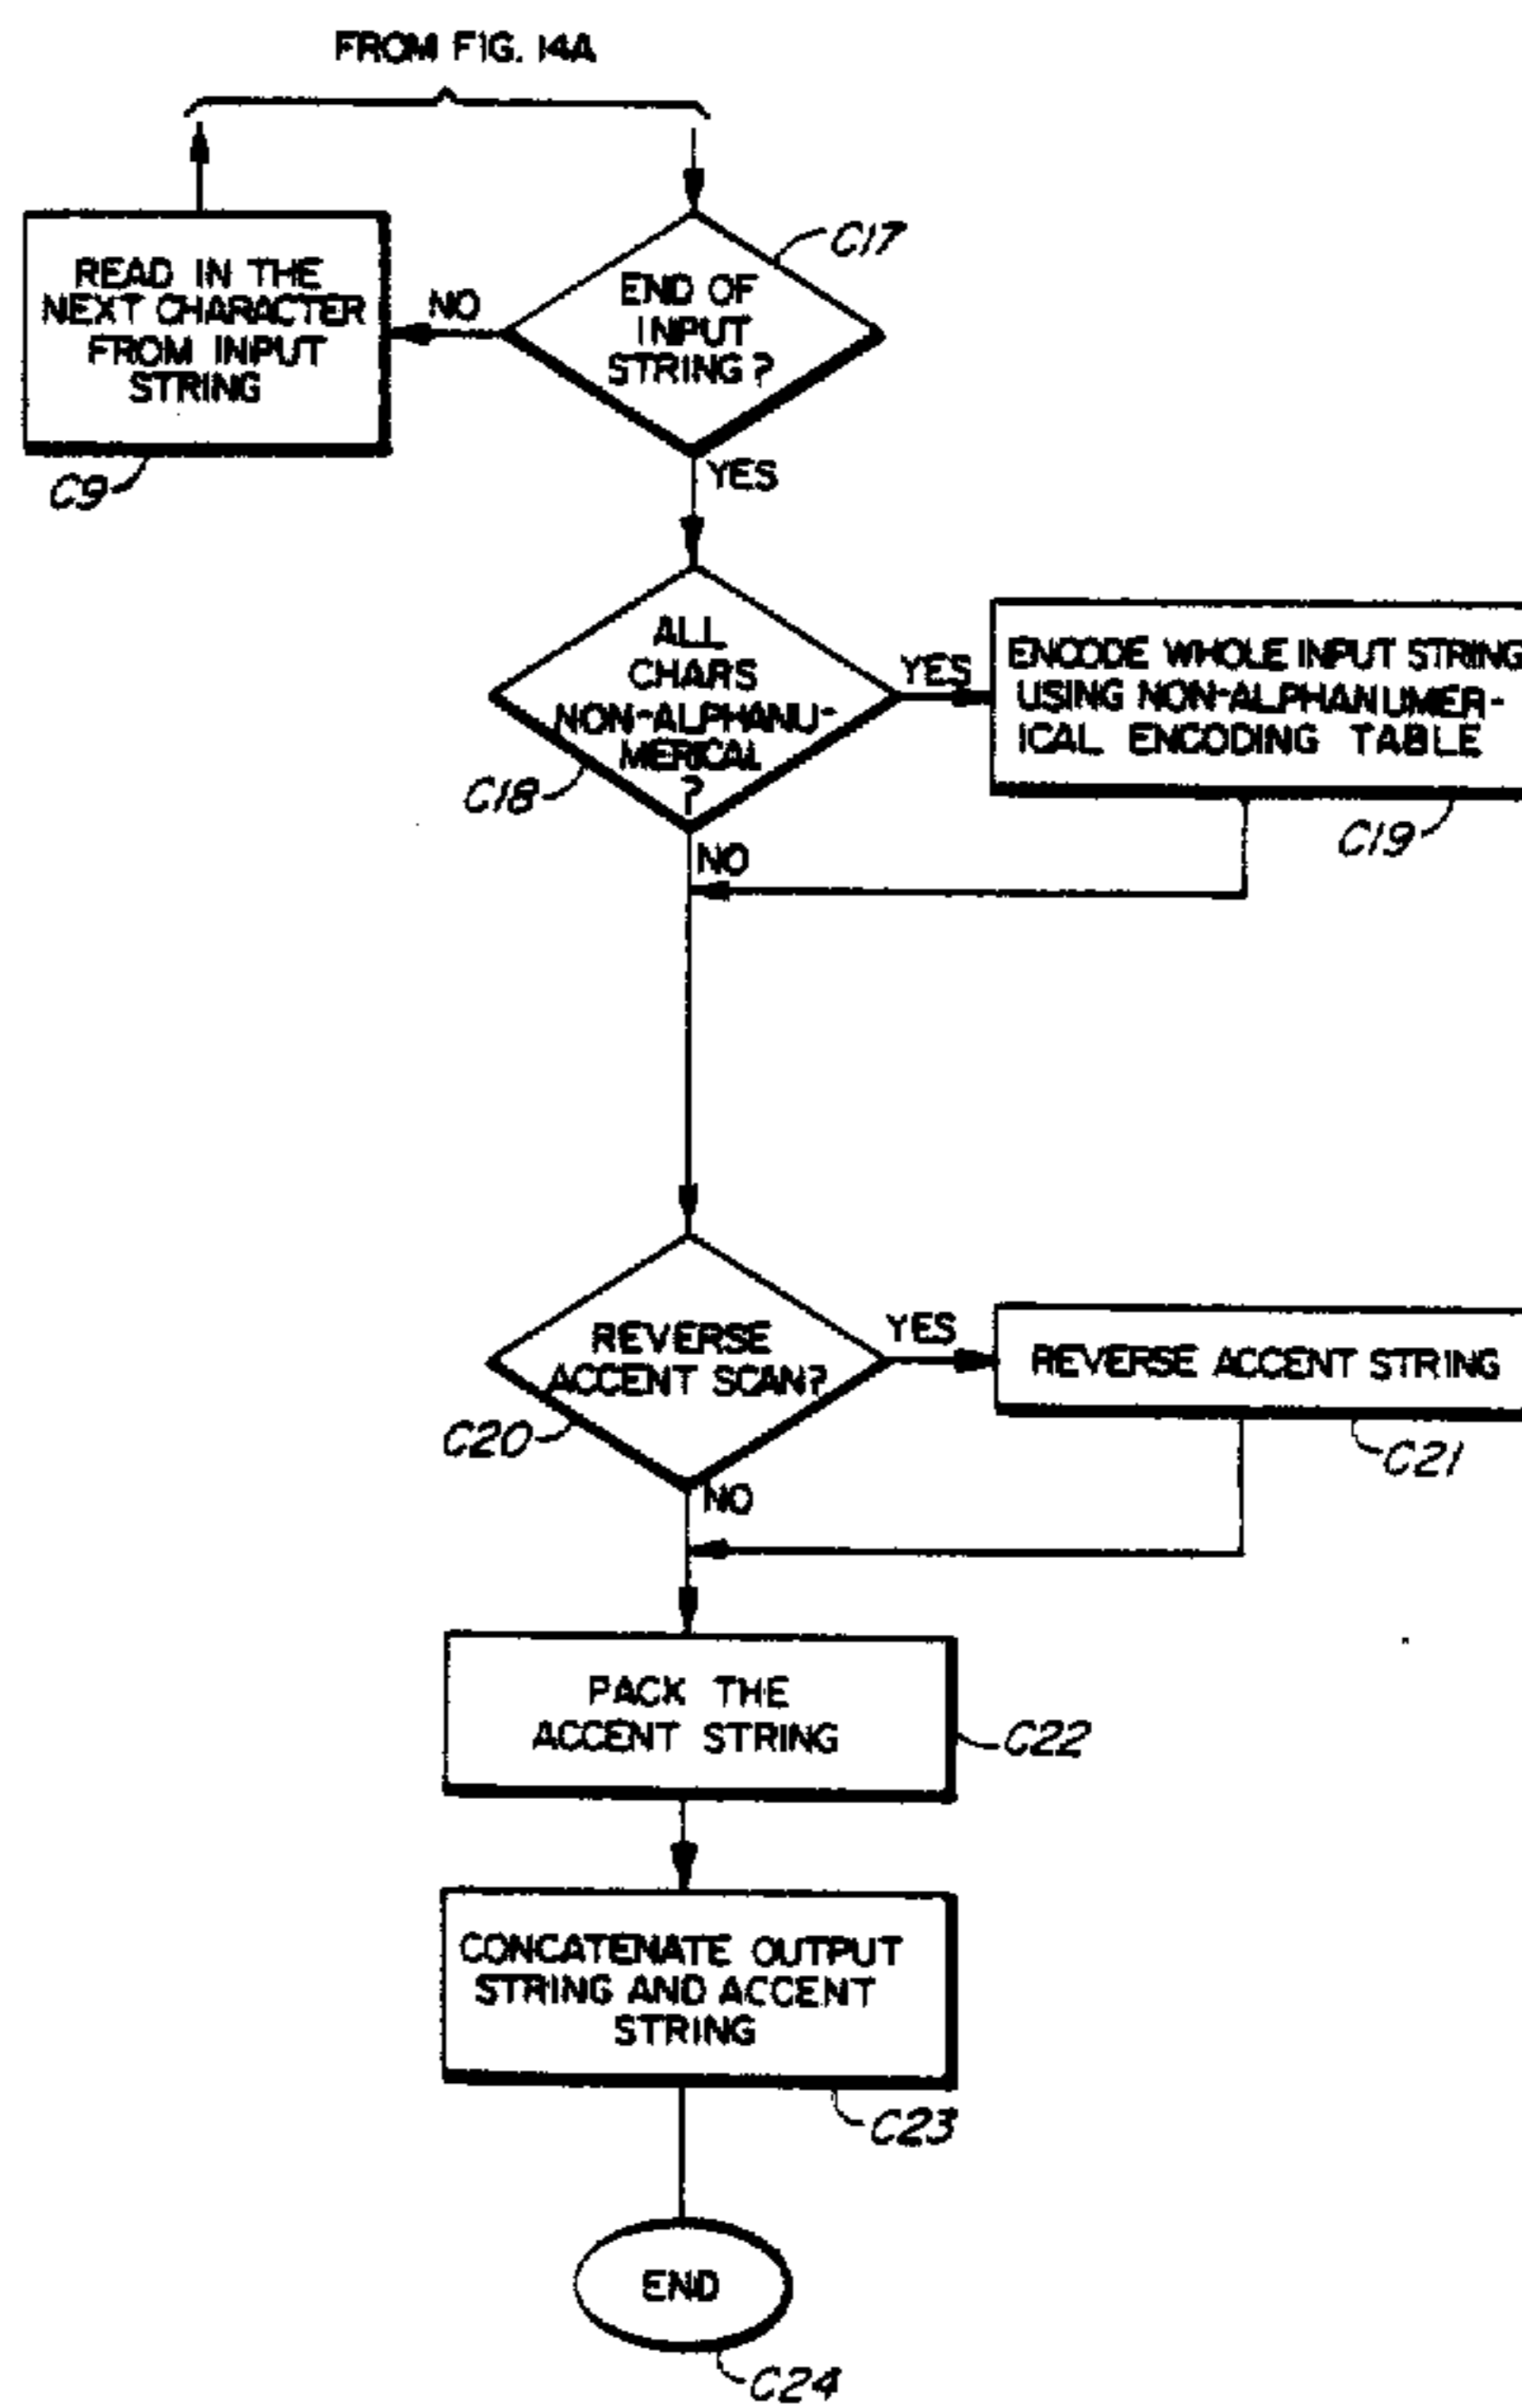 FROM FIG. 14A
C17
READ IN THE
NEXT CHARACTER
FROM INPUT
STRING
NO
END OF
INPUT
STRING?
C9
YES
ALL
CHARS
NON-ALPHANU-
MERICAL
?
YES
ENCODE WHOLE INPUT STRING
USING NON-ALPHANUMER-
ICAL ENCODING TABLE
C18
C19
NO
REVERSE
ACCENT SCAN?
YES
REVERSE ACCENT STRING
C20
C21
NO
PACK THE
ACCENT STRING
C22
CONCATENATE OUTPUT
STRING AND ACCENT
STRING
C23
END
C24